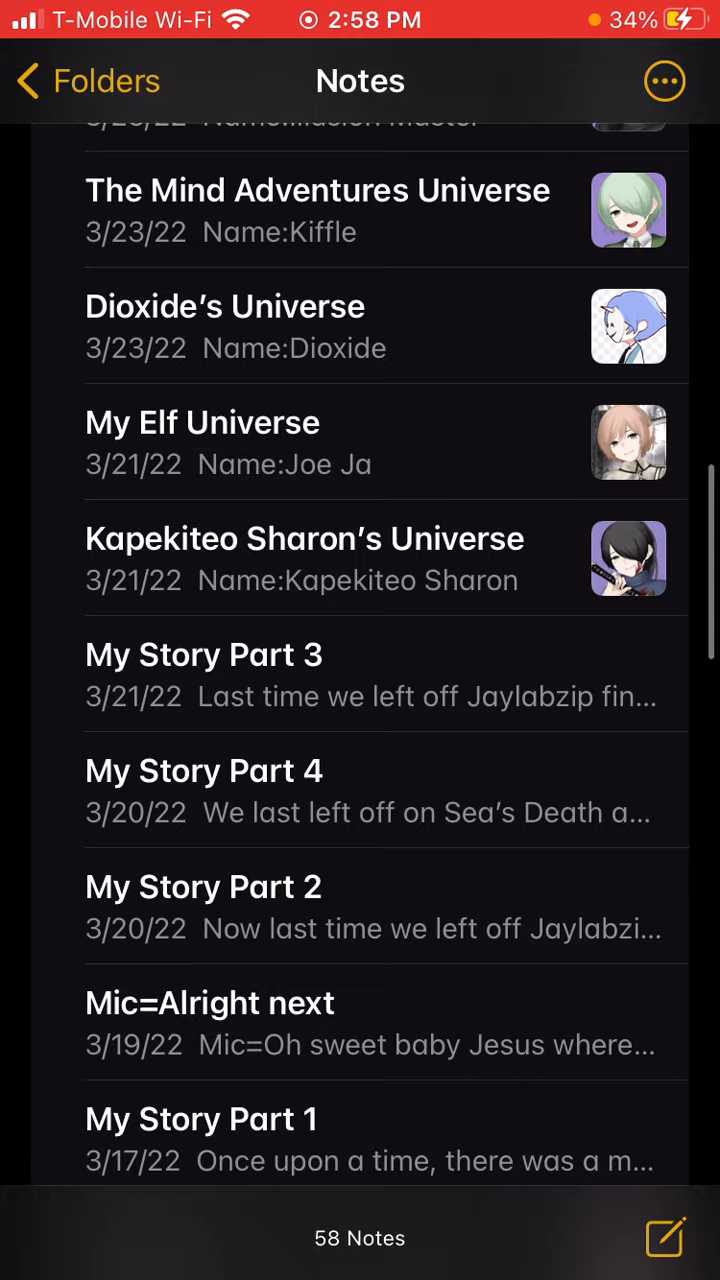 T-Mobile Wi-Fi 2:58 PM 34%
Folders Notes
The Mind Adventures Universe
3/23/22 Name:Kiffle
Dioxide’s Universe
3/23/22 Name:Dioxide
My Elf Universe
3/21/22 Name:Joe Ja
Kapekiteo Sharon’s Universe
3/21/22 Name:Kapekiteo Sharon
My Story Part 3
3/21/22 Last time we left off Jaylabzip fin...
My Story Part 4
3/20/22 We last left off on Sea’s Death a...
My Story Part 2
3/20/22 Now last time we left off Jaylabzi...
Mic=Alright next
3/19/22 Mic=Oh sweet baby Jesus where...
My Story Part 1
3/17/22 Once upon a time, there was a m...
58 Notes